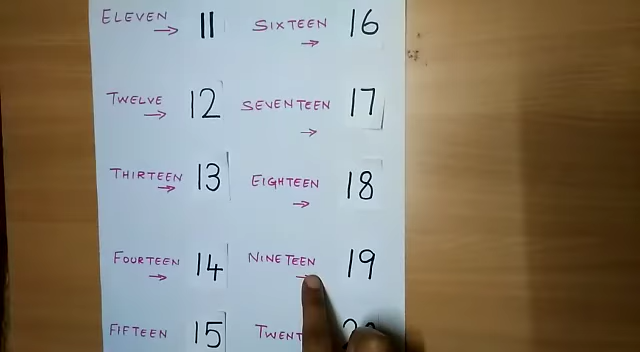 ELEVEN → 11
TWELVE → 12
THIRTEEN → 13
FOURTEEN → 14
FIFTEEN 15
SIXTEEN → 16
SEVENTEEN → 17
EIGHTEEN → 18
NINETEEN → 19